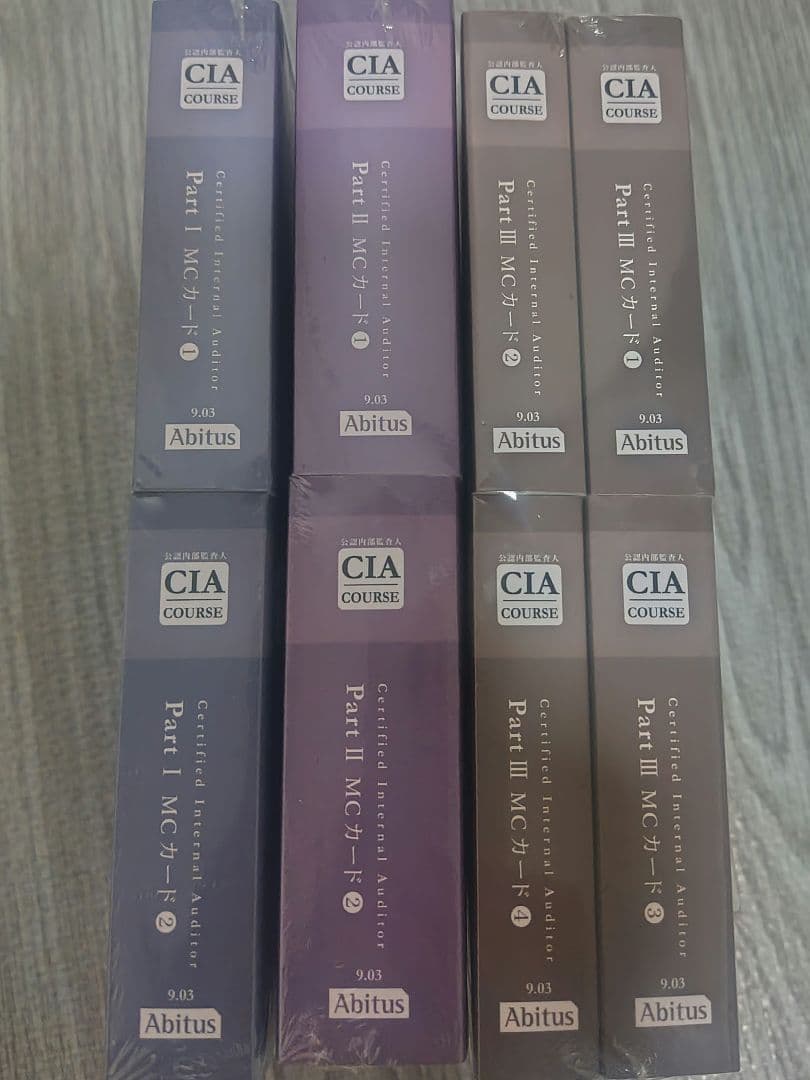 公認内部監査人
CIA
COURSE
Certified Internal Auditor
Part Ⅰ MCカード❶
9.03
Abitus
公認内部監査人
CIA
COURSE
Certified Internal Auditor
Part Ⅱ MCカード❶
9.03
Abitus
公認内部監査人
CIA
COURSE
Certified Internal Auditor
Part Ⅲ MCカード❷
9.03
Abitus
公認内部監査人
CIA
COURSE
Certified Internal Auditor
Part Ⅲ MCカード❶
9.03
Abitus
公認内部監査人
CIA
COURSE
Certified Internal Auditor
Part Ⅰ MCカード❷
9.03
Abitus
公認内部監査人
CIA
COURSE
Certified Internal Auditor
Part Ⅱ MCカード❷
9.03
Abitus
公認内部監査人
CIA
COURSE
Certified Internal Auditor
Part Ⅲ MCカード❹
9.03
Abitus
公認内部監査人
CIA
COURSE
Certified Internal Auditor
Part Ⅲ MCカード❸
9.03
Abitus